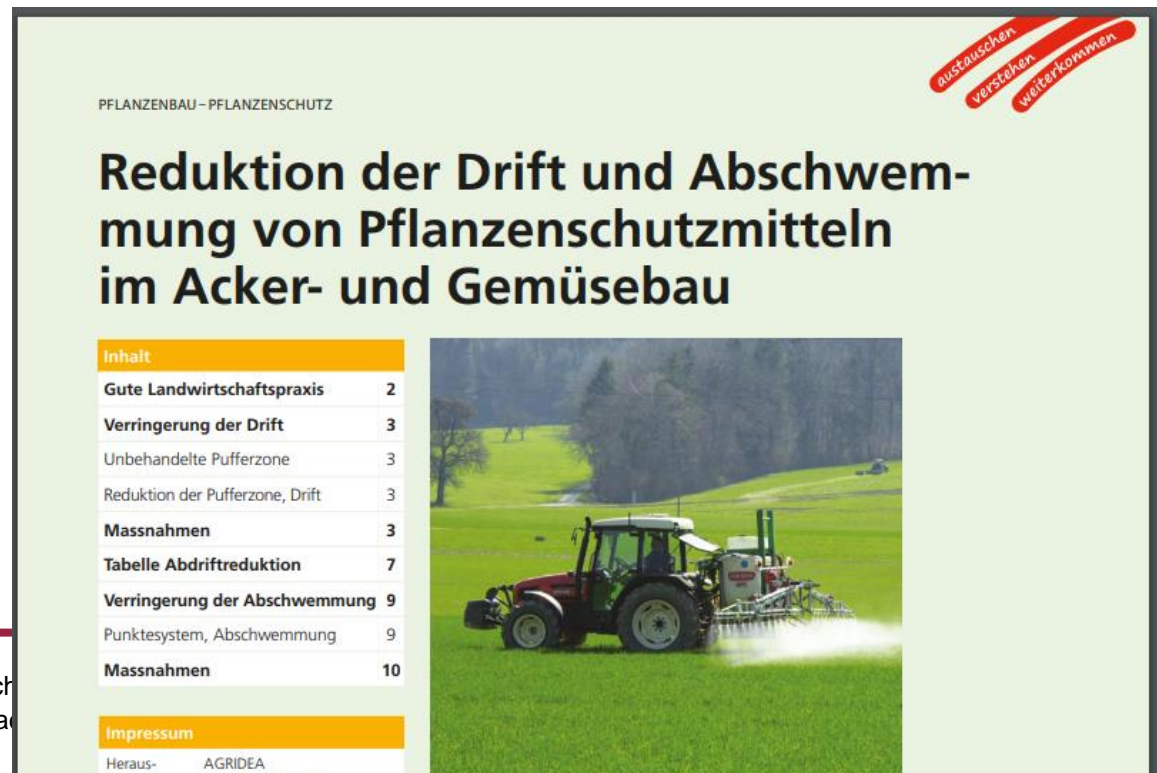 austauschen
verstehen
weiterkommen
PFLANZENBAU – PFLANZENSCHUTZ
Reduktion der Drift und Abschwem-
mung von Pflanzenschutzmitteln
im Acker- und Gemüsebau
Inhalt
Gute Landwirtschaftspraxis 2
Verringerung der Drift 3
Unbehandelte Pufferzone 3
Reduktion der Pufferzone, Drift 3
Massnahmen 3
Tabelle Abdriftreduktion 7
Verringerung der Abschwemmung 9
Punktesystem, Abschwemmung 9
Massnahmen 10
Impressum
Heraus- AGRIDEA